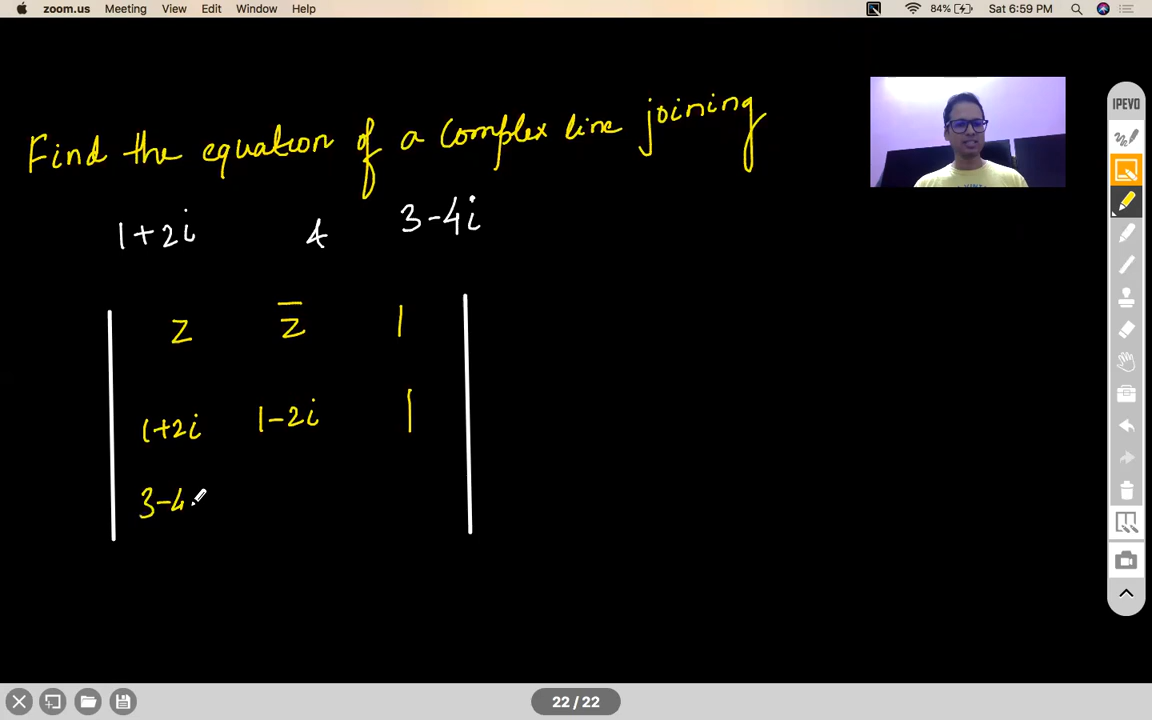 zoom.us Meeting View Edit Window Help 84% Sat 6:59 PM
Find the equation of a complex line joining
1+2i & 3-4i
z z̅ 1
1+2i 1-2i 1
3-4
IPEVO
22 / 22